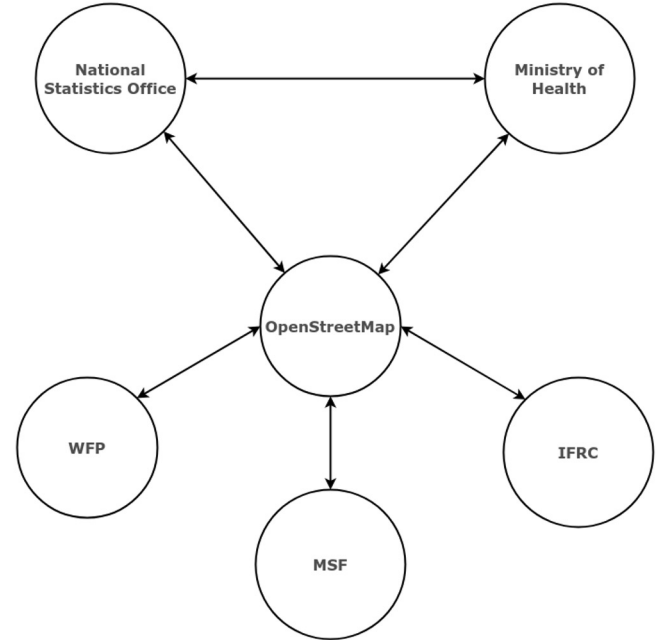 National
Statistics Office
Ministry of
Health
OpenStreetMap
WFP
IFRC
MSF